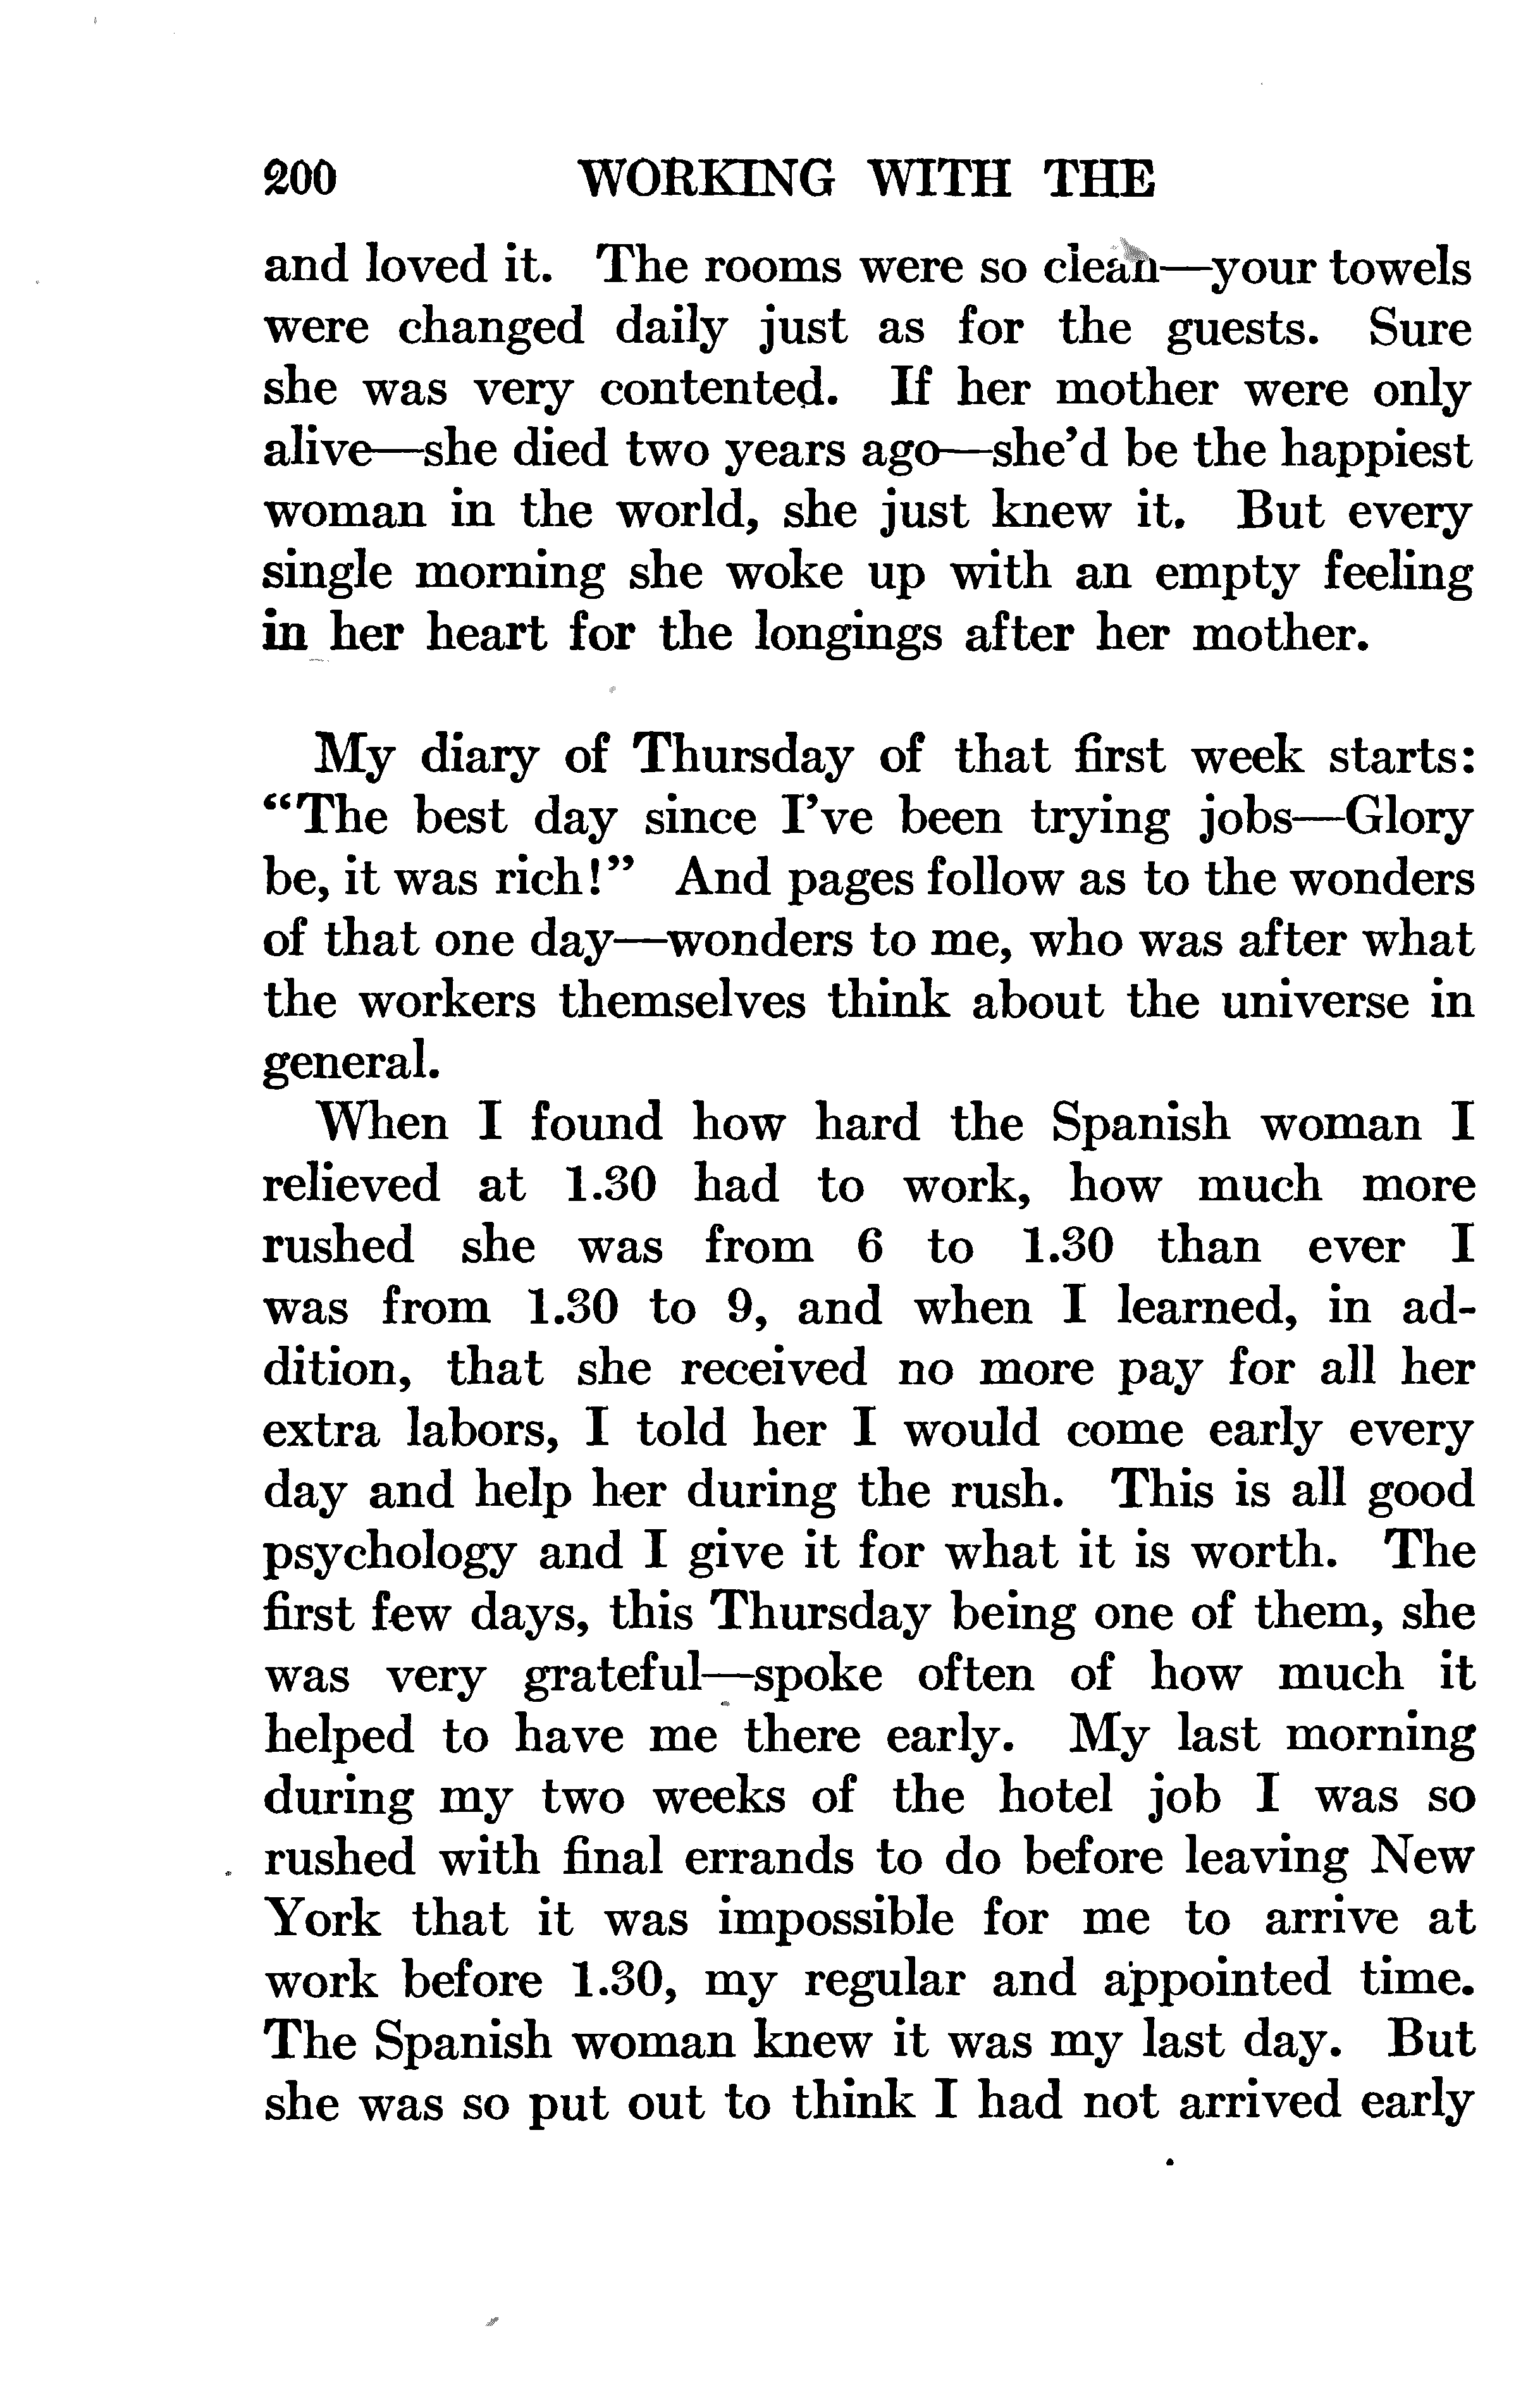 200 WORKING WITH THE
and loved it. The rooms were so clean—your towels
were changed daily just as for the guests. Sure
she was very contented. If her mother were only
alive—she died two years ago—she'd be the happiest
woman in the world, she just knew it. But every
single morning she woke up with an empty feeling
in her heart for the longings after her mother.
My diary of Thursday of that first week starts:
“The best day since I've been trying jobs—Glory
be, it was rich!” And pages follow as to the wonders
of that one day—wonders to me, who was after what
the workers themselves think about the universe in
general.
When I found how hard the Spanish woman I
relieved at 1.30 had to work, how much more
rushed she was from 6 to 1.30 than ever I
was from 1.30 to 9, and when I learned, in ad-
dition, that she received no more pay for all her
extra labors, I told her I would come early every
day and help her during the rush. This is all good
psychology and I give it for what it is worth. The
first few days, this Thursday being one of them, she
was very grateful—spoke often of how much it
helped to have me there early. My last morning
during my two weeks of the hotel job I was so
rushed with final errands to do before leaving New
York that it was impossible for me to arrive at
work before 1.30, my regular and appointed time.
The Spanish woman knew it was my last day. But
she was so put out to think I had not arrived early